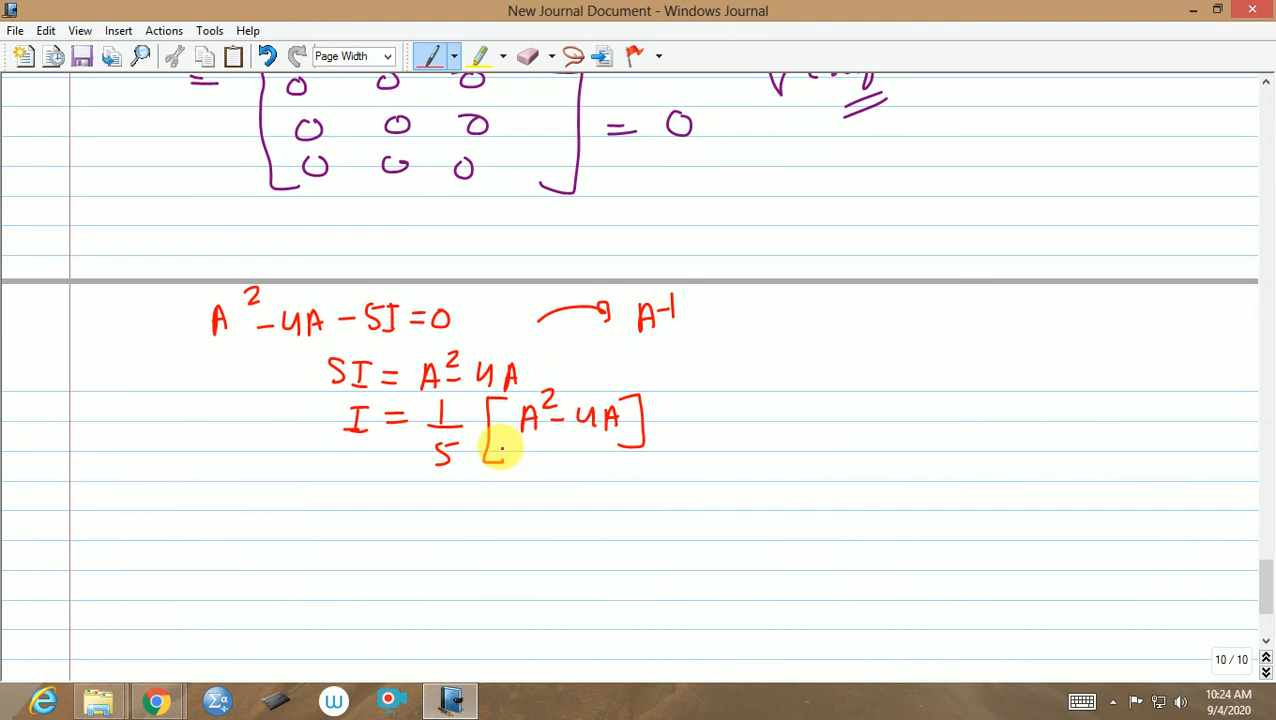 New Journal Document - Windows Journal
File Edit View Insert Actions Tools Help
Page Width
= 0 0 0
0 0 0 = 0
0 0 0
A² - 4A - 5I = 0 → A-1
5I = A² - 4A
I = 1/5 [A² - 4A]
10 / 10
10:24 AM
9/4/2020